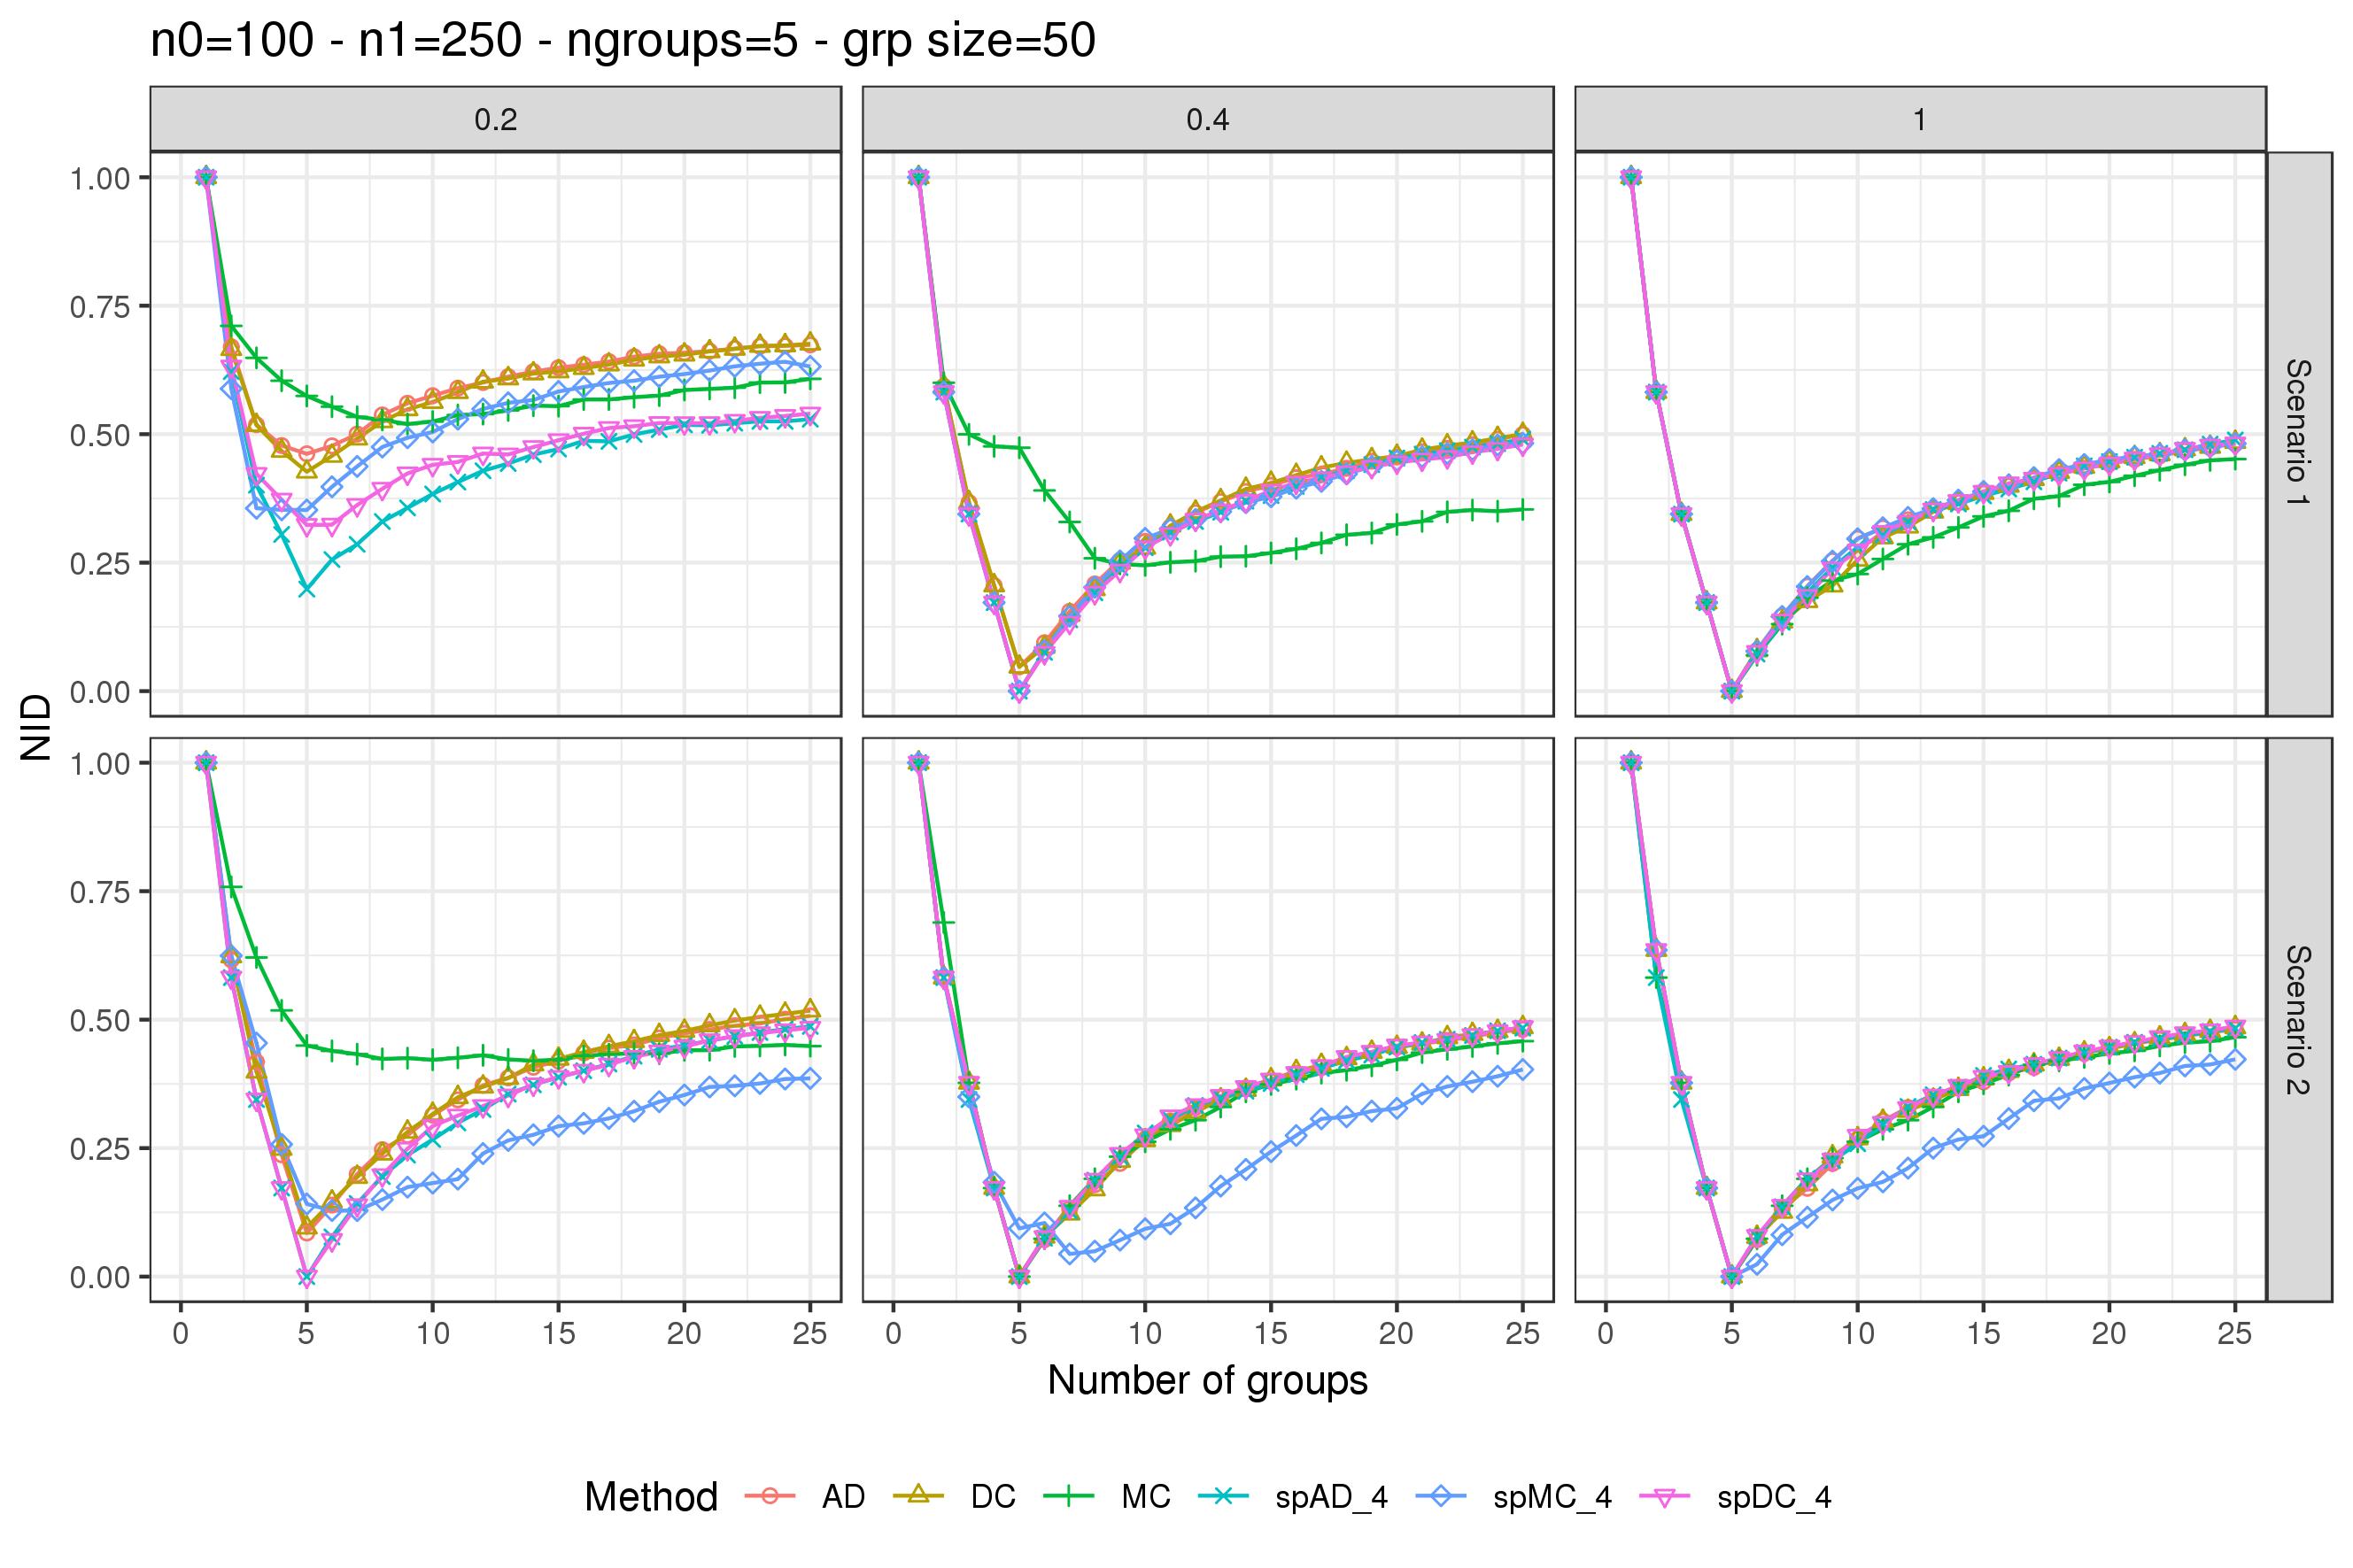 n0=100 - n1=250 - ngroups=5 - grp size=50
0.2 0.4 1
1.00
0.75
0.50
0.25
0.00
Scenario 1
NID
1.00
0.75
0.50
0.25
0.00
Scenario 2
0 5 10 15 20 25 0 5 10 15 20 25 0 5 10 15 20 25
Number of groups
Method AD DC MC spAD_4 spMC_4 spDC_4